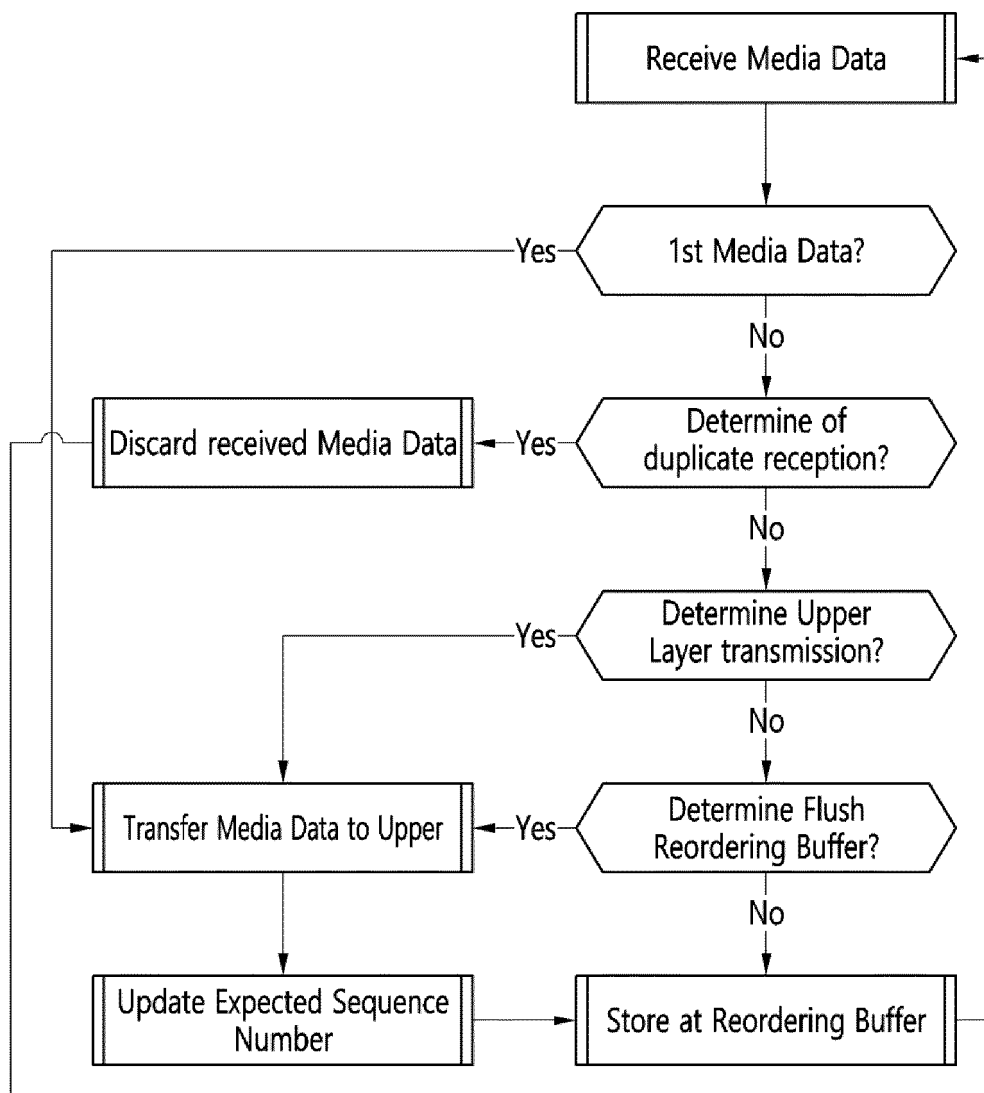 Receive Media Data
1st Media Data?
Yes
No
Determine of
duplicate reception?
Yes
Discard received Media Data
No
Determine Upper
Layer transmission?
Yes
No
Determine Flush
Reordering Buffer?
Yes
Transfer Media Data to Upper
No
Update Expected Sequence
Number
Store at Reordering Buffer